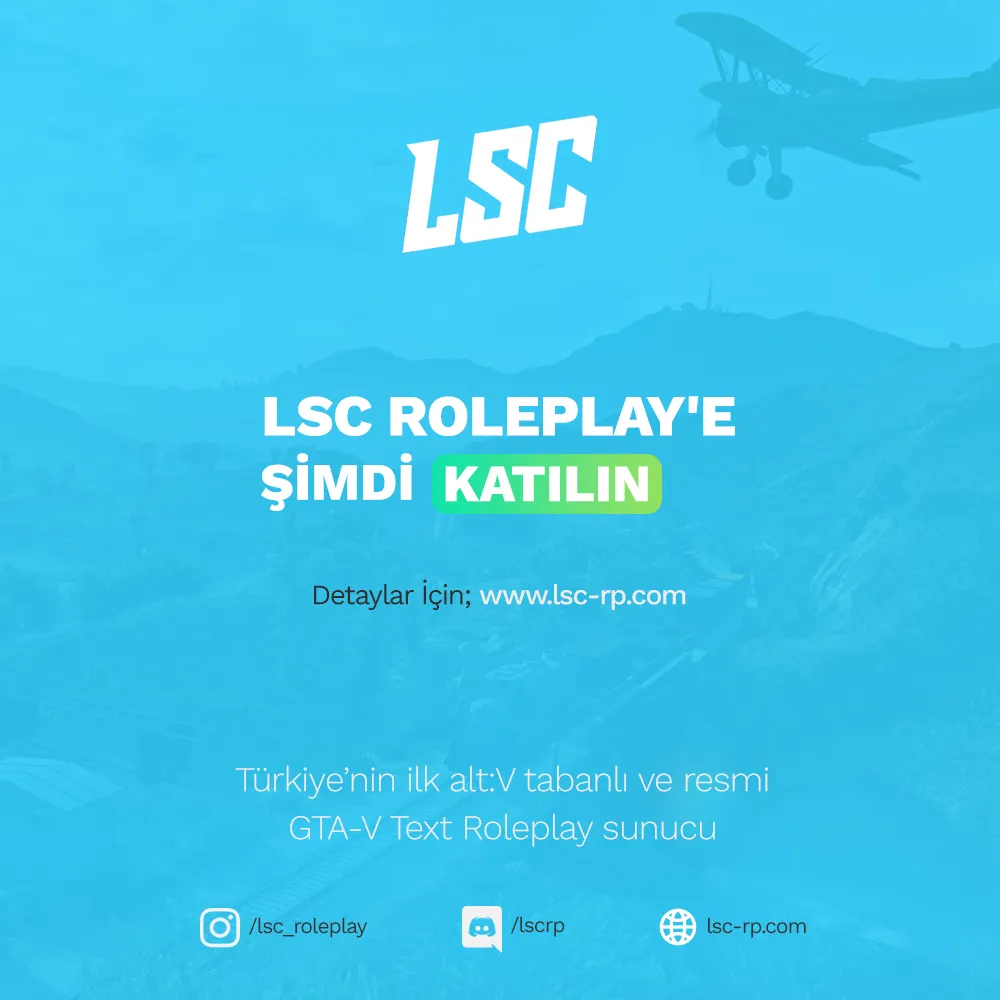 LSC
LSC ROLEPLAY'E
ŞİMDİ KATILIN
Detaylar İçin; www.lsc-rp.com
Türkiye’nin ilk alt:V tabanlı ve resmi
GTA-V Text Roleplay sunucu
/lsc_roleplay /lscrp lsc-rp.com